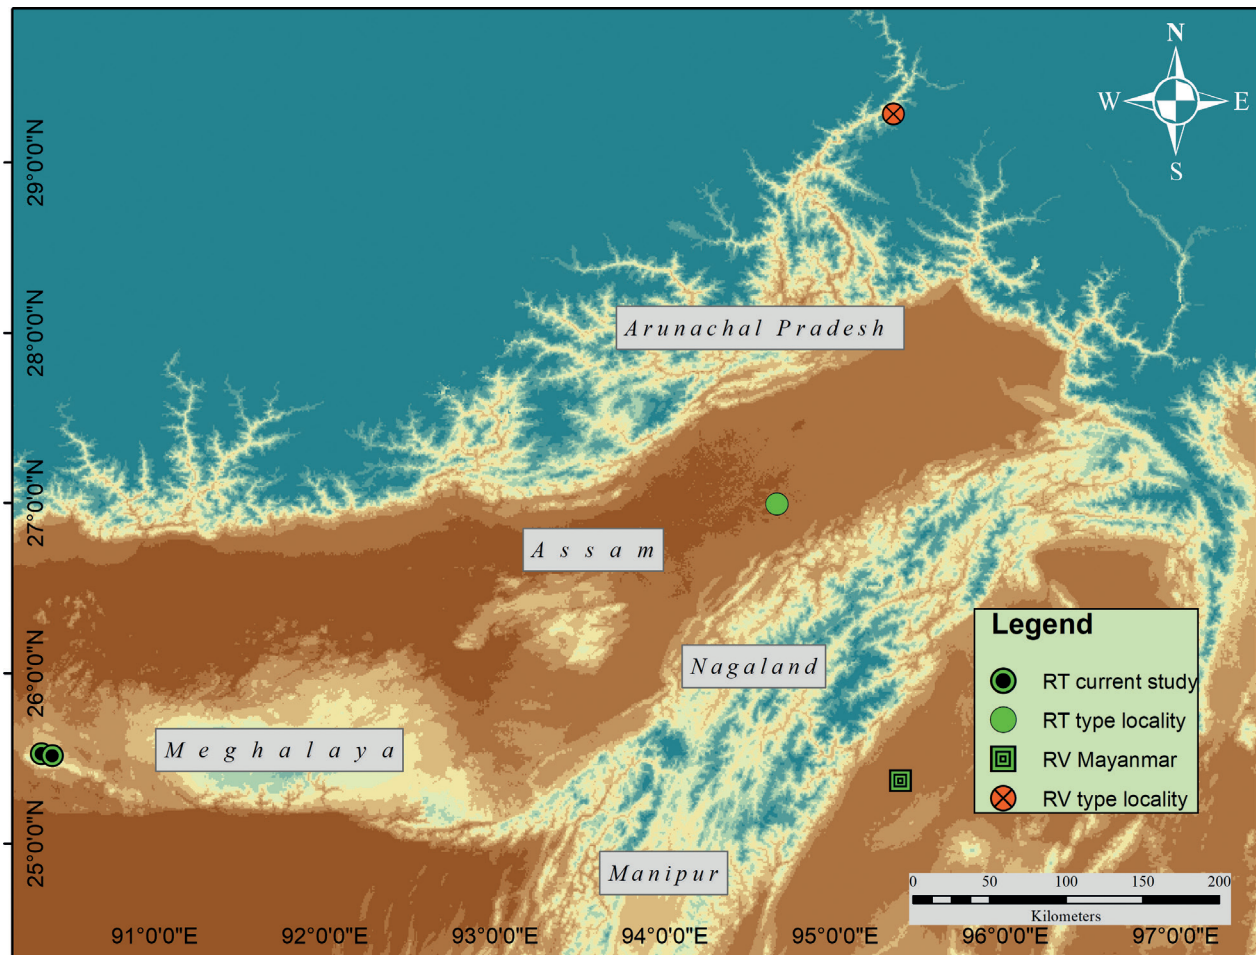 N
W E
S
29°0'0"N
28°0'0"N
27°0'0"N
26°0'0"N
25°0'0"N
Arunachal Pradesh
Assam
Nagaland
Meghalaya
Manipur
Legend
RT current study
RT type locality
RV Mayanmar
RV type locality
0 50 100 150 200
Kilometers
91°0'0"E 92°0'0"E 93°0'0"E 94°0'0"E 95°0'0"E 96°0'0"E 97°0'0"E